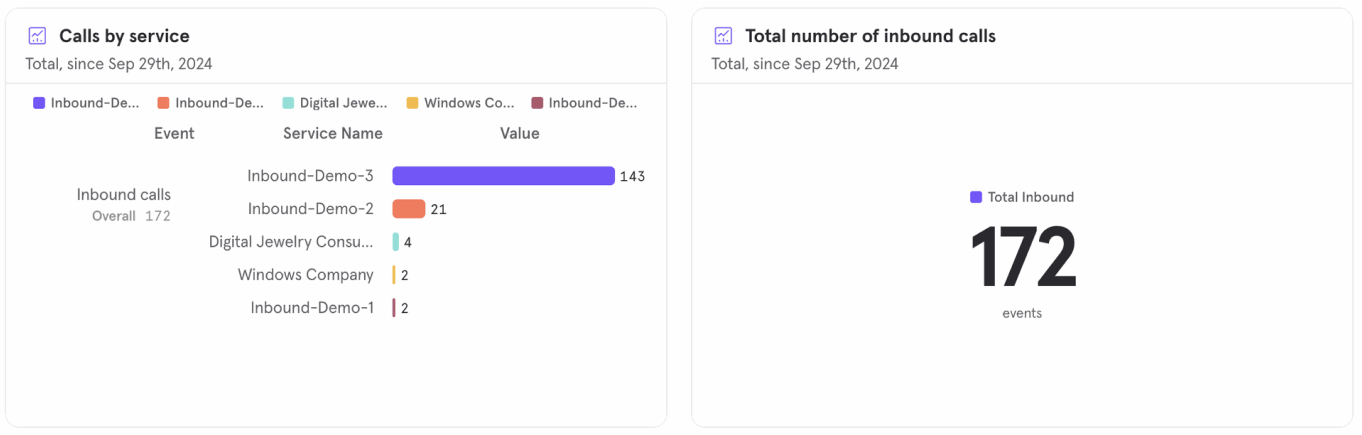 Calls by service
Total, since Sep 29th, 2024
Inbound-De... Inbound-De... Digital Jewe... Windows Co... Inbound-De...
Event Service Name Value
Inbound-Demo-3 143
Inbound calls
Overall 172
Inbound-Demo-2 21
Digital Jewelry Consu... 4
Windows Company 2
Inbound-Demo-1 2
Total number of inbound calls
Total, since Sep 29th, 2024
Total Inbound
172
events